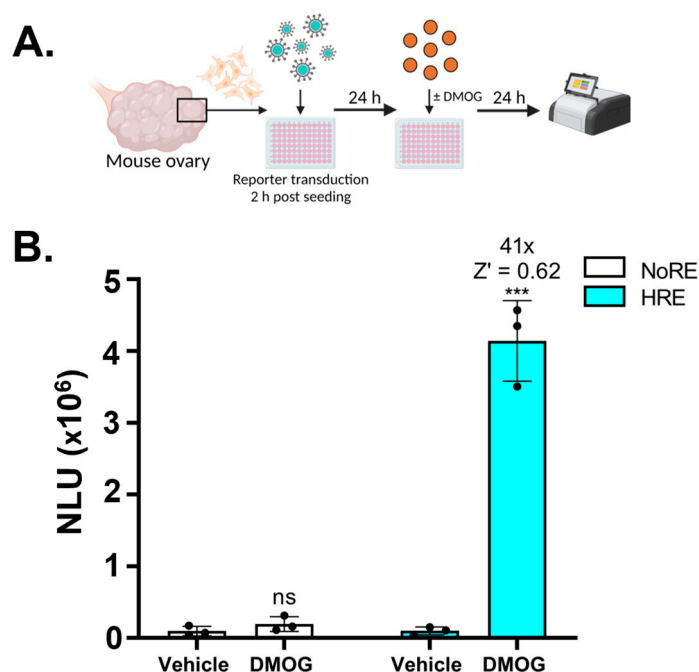 A.
24 h
± DMOG
24 h
Mouse ovary
Reporter transduction
2 h post seeding
B.
41x
Z' = 0.62
***
NoRE
HRE
NLU (x10⁶)
5
4
3
2
1
0
ns
Vehicle DMOG Vehicle DMOG